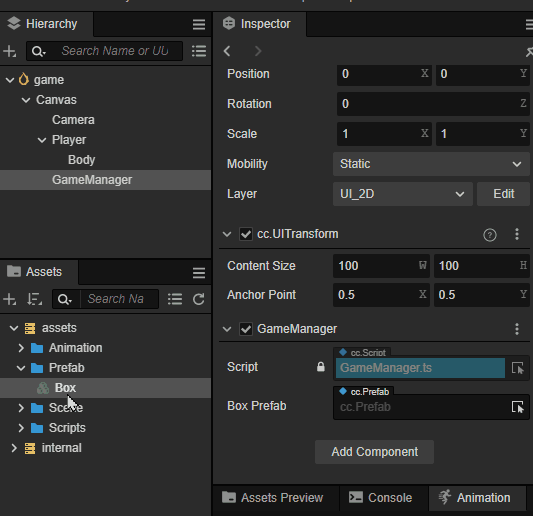 Hierarchy
Search Name or UU
game
Canvas
Camera
Player
Body
GameManager
Assets
Search Na
assets
Animation
Prefab
Box
Scene
Scripts
internal
Inspector
Position 0 X 0 Y
Rotation 0 Z
Scale 1 X 1 Y
Mobility Static
Layer UI_2D Edit
cc.UITransform
Content Size 100 W 100 H
Anchor Point 0.5 X 0.5 Y
GameManager
cc.Script
Script GameManager.ts
cc.Prefab
Box Prefab cc.Prefab
Add Component
Assets Preview Console Animation